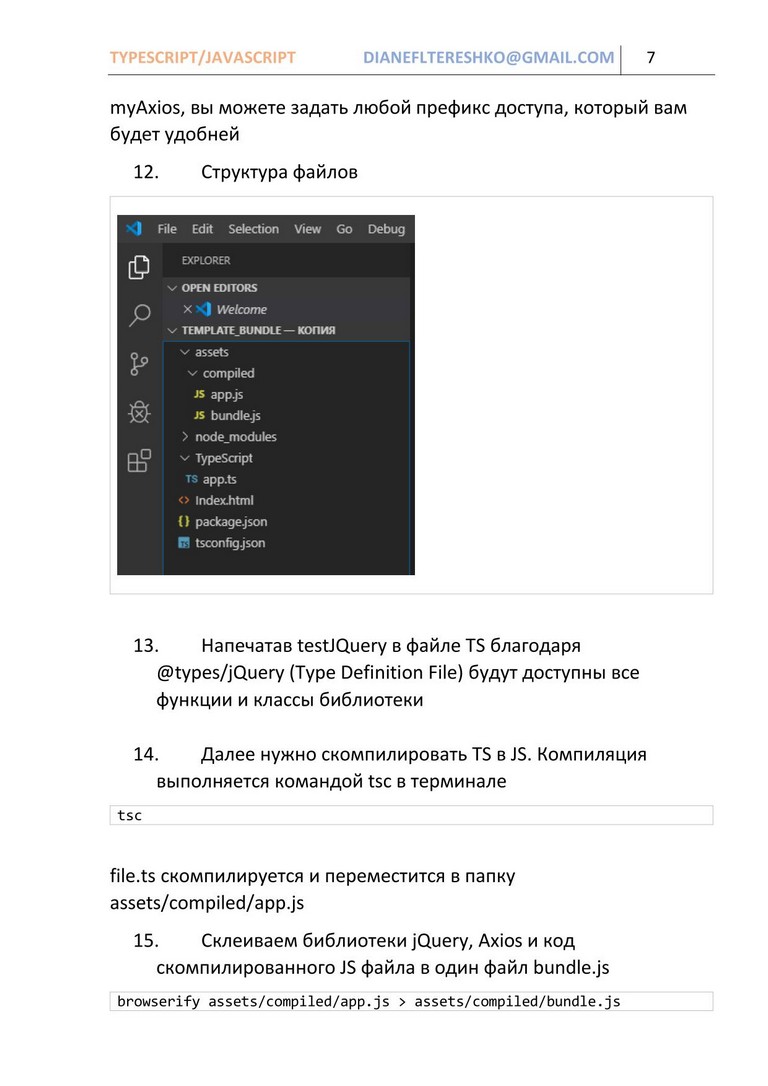 TYPESCRIPT/JAVASCRIPT DIANEFLTERESHKO@GMAIL.COM 7
myAxios, вы можете задать любой префикс доступа, который вам
будет удобней
12. Структура файлов
File Edit Selection View Go Debug
EXPLORER
OPEN EDITORS
Welcome
TEMPLATE_BUNDLE — КОПИЯ
assets
compiled
JS app.js
JS bundle.js
node_modules
TypeScript
TS app.ts
<> Index.html
{} package.json
TS tsconfig.json
13. Напечатав testJQuery в файле TS благодаря
@types/jQuery (Type Definition File) будут доступны все
функции и классы библиотеки
14. Далее нужно скомпилировать TS в JS. Компиляция
выполняется командой tsc в терминале
tsc
file.ts скомпилируется и переместится в папку
assets/compiled/app.js
15. Склеиваем библиотеки jQuery, Axios и код
скомпилированного JS файла в один файл bundle.js
browserify assets/compiled/app.js > assets/compiled/bundle.js